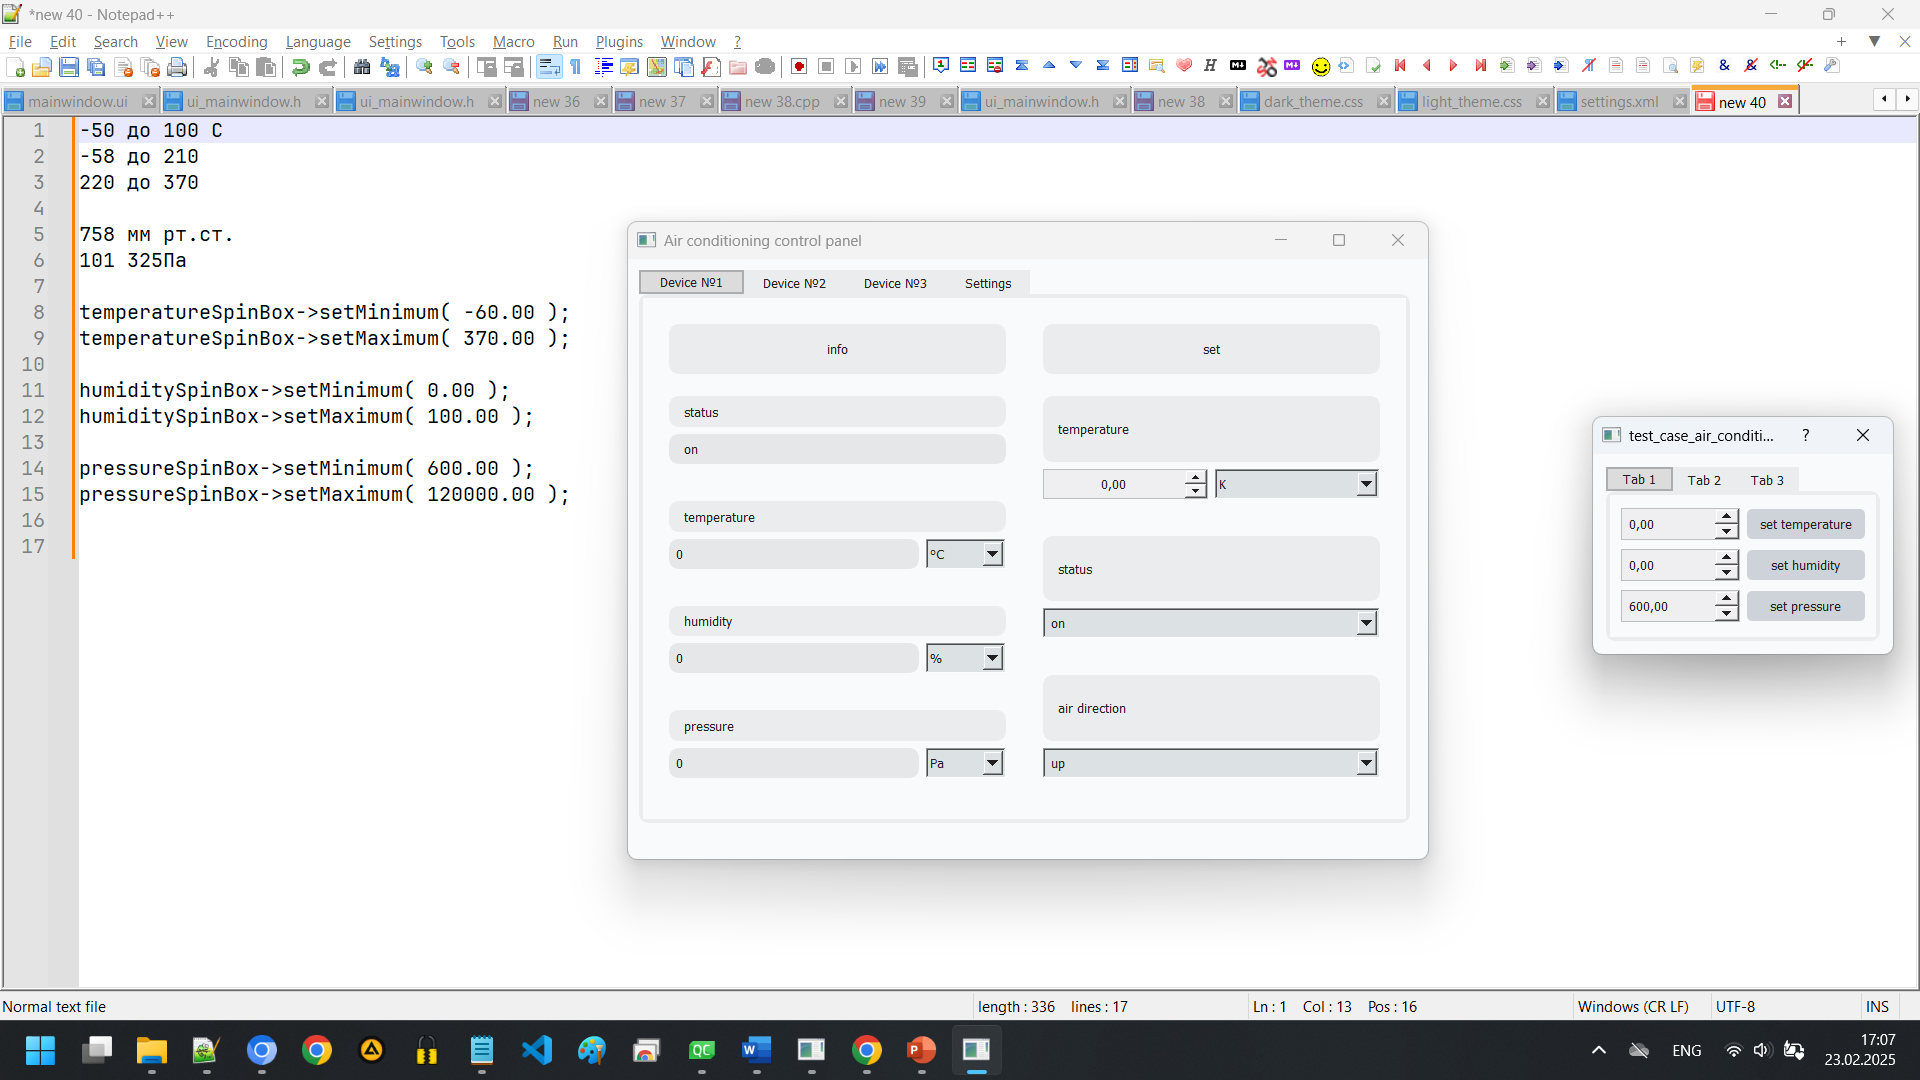 *new 40 - Notepad++
File Edit Search View Encoding Language Settings Tools Macro Run Plugins Window ?
mainwindow.ui ui_mainwindow.h ui_mainwindow.h new 36 new 37 new 38.cpp new 39 ui_mainwindow.h new 38 dark_theme.css light_theme.css settings.xml new 40
1 -50 до 100 C
2 -58 до 210
3 220 до 370
4
5 758 мм рт.ст.
6 101 325Па
7
8 temperatureSpinBox->setMinimum( -60.00 );
9 temperatureSpinBox->setMaximum( 370.00 );
10
11 humiditySpinBox->setMinimum( 0.00 );
12 humiditySpinBox->setMaximum( 100.00 );
13
14 pressureSpinBox->setMinimum( 600.00 );
15 pressureSpinBox->setMaximum( 120000.00 );
16
17
Air conditioning control panel
Device №1 Device №2 Device №3 Settings
info
status
on
temperature
0 °C
humidity
0 %
pressure
0 Pa
set
temperature
0,00 K
status
on
air direction
up
test_case_air_conditi... ?
Tab 1 Tab 2 Tab 3
0,00 set temperature
0,00 set humidity
600,00 set pressure
Normal text file length : 336 lines : 17 Ln : 1 Col : 13 Pos : 16 Windows (CR LF) UTF-8 INS
ENG
17:07
23.02.2025